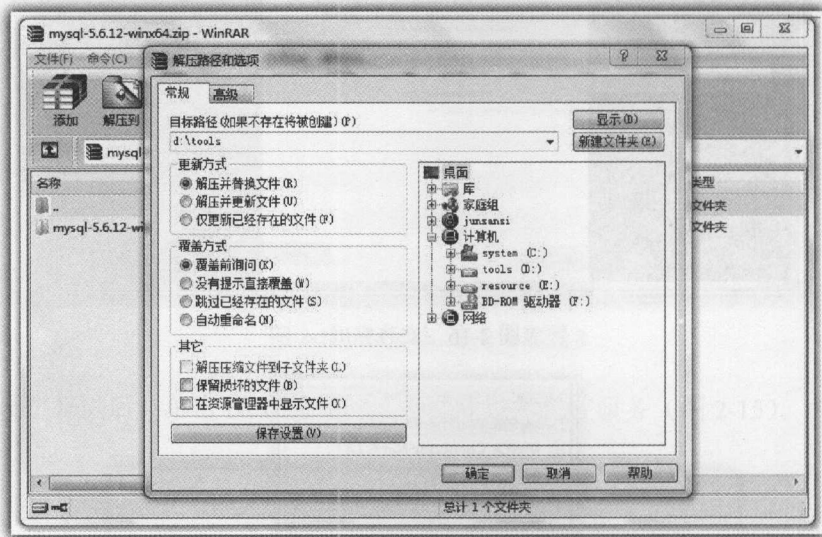 mysql-5.6.12-winx64.zip - WinRAR
文件(F) 命令(C)
添加 解压到
mysql
名称
类型
..
文件夹
mysql-5.6.12-wi
文件夹
总计 1 个文件夹
解压路径和选项
常规 高级
目标路径(如果不存在将被创建)(P)
显示(D)
d:\tools
新建文件夹(E)
更新方式
解压并替换文件(R)
解压并更新文件(U)
仅更新已经存在的文件(F)
覆盖方式
覆盖前询问(K)
没有提示直接覆盖(W)
跳过已经存在的文件(S)
自动重命名(N)
其它
解压压缩文件到子文件夹(L)
保留损坏的文件(B)
在资源管理器中显示文件(X)
保存设置(V)
桌面
库
家庭组
junsansi
计算机
system (C:)
tools (D:)
resource (E:)
BD-ROM 驱动器 (F:)
网络
确定 取消 帮助